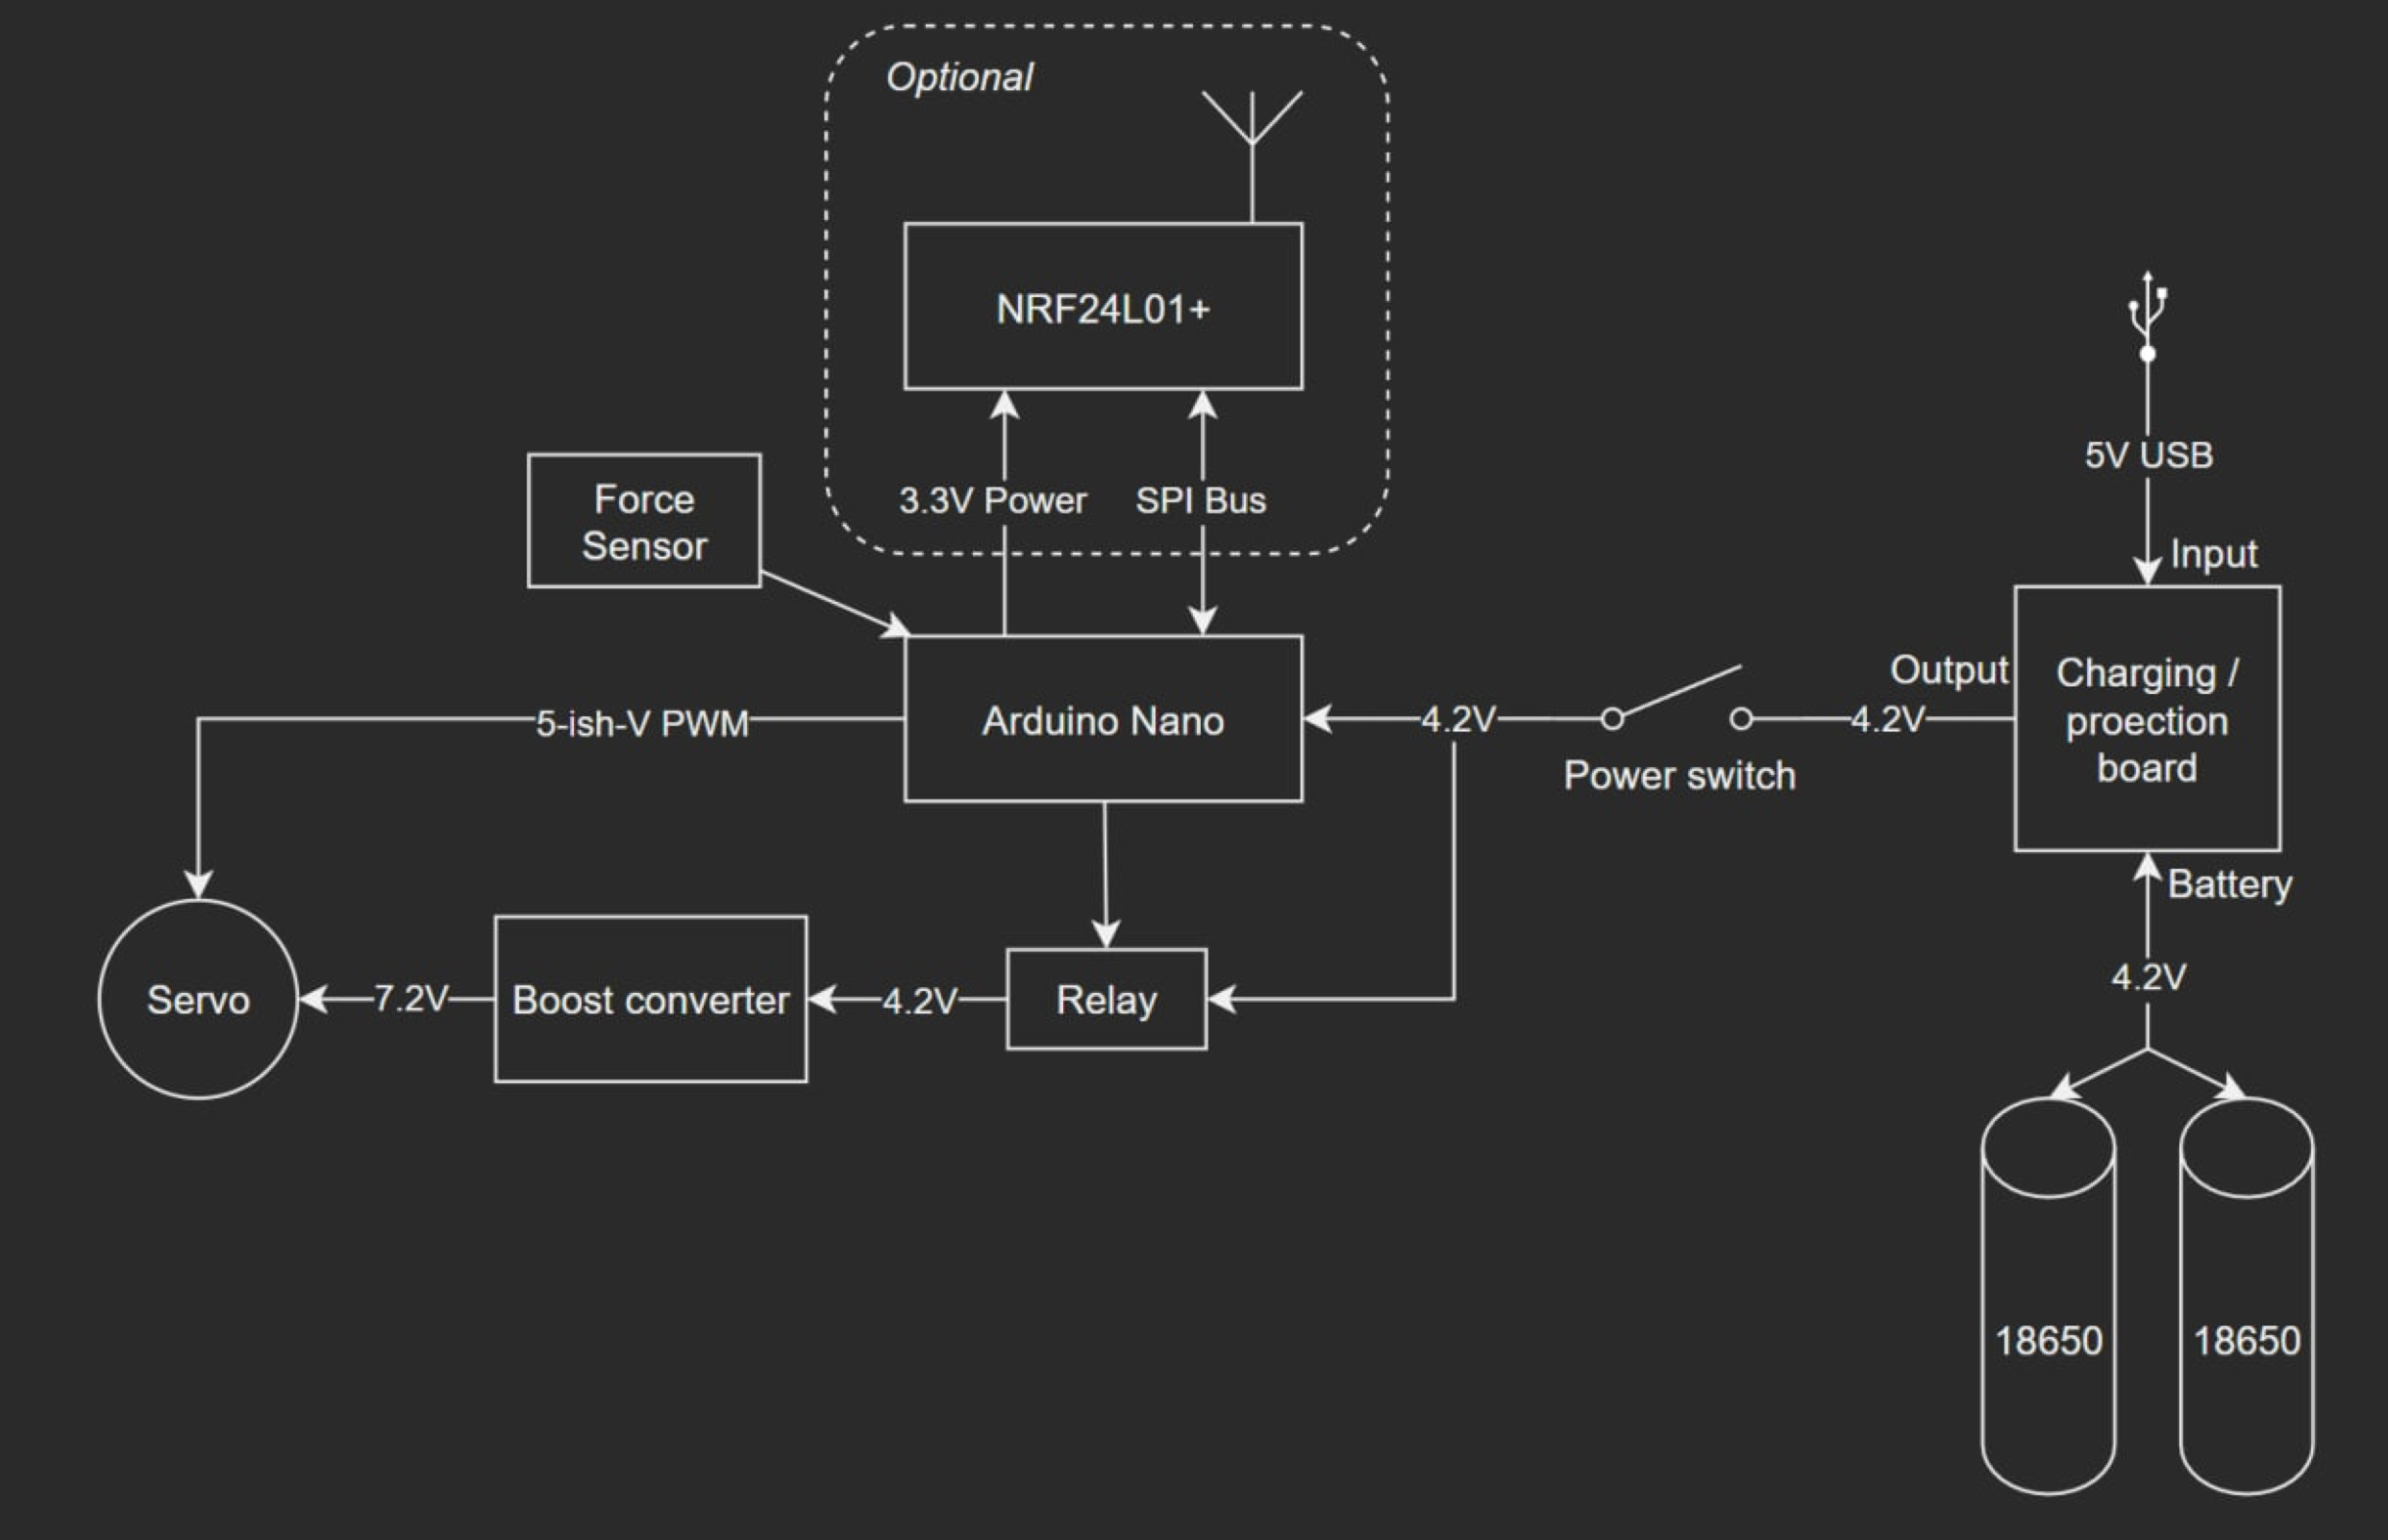 Optional
NRF24L01+
3.3V Power
SPI Bus
Force
Sensor
5V USB
Input
Charging /
proection
board
Output
4.2V
Power switch
4.2V
Arduino Nano
5-ish-V PWM
Battery
4.2V
Servo
7.2V
Boost converter
4.2V
Relay
18650
18650